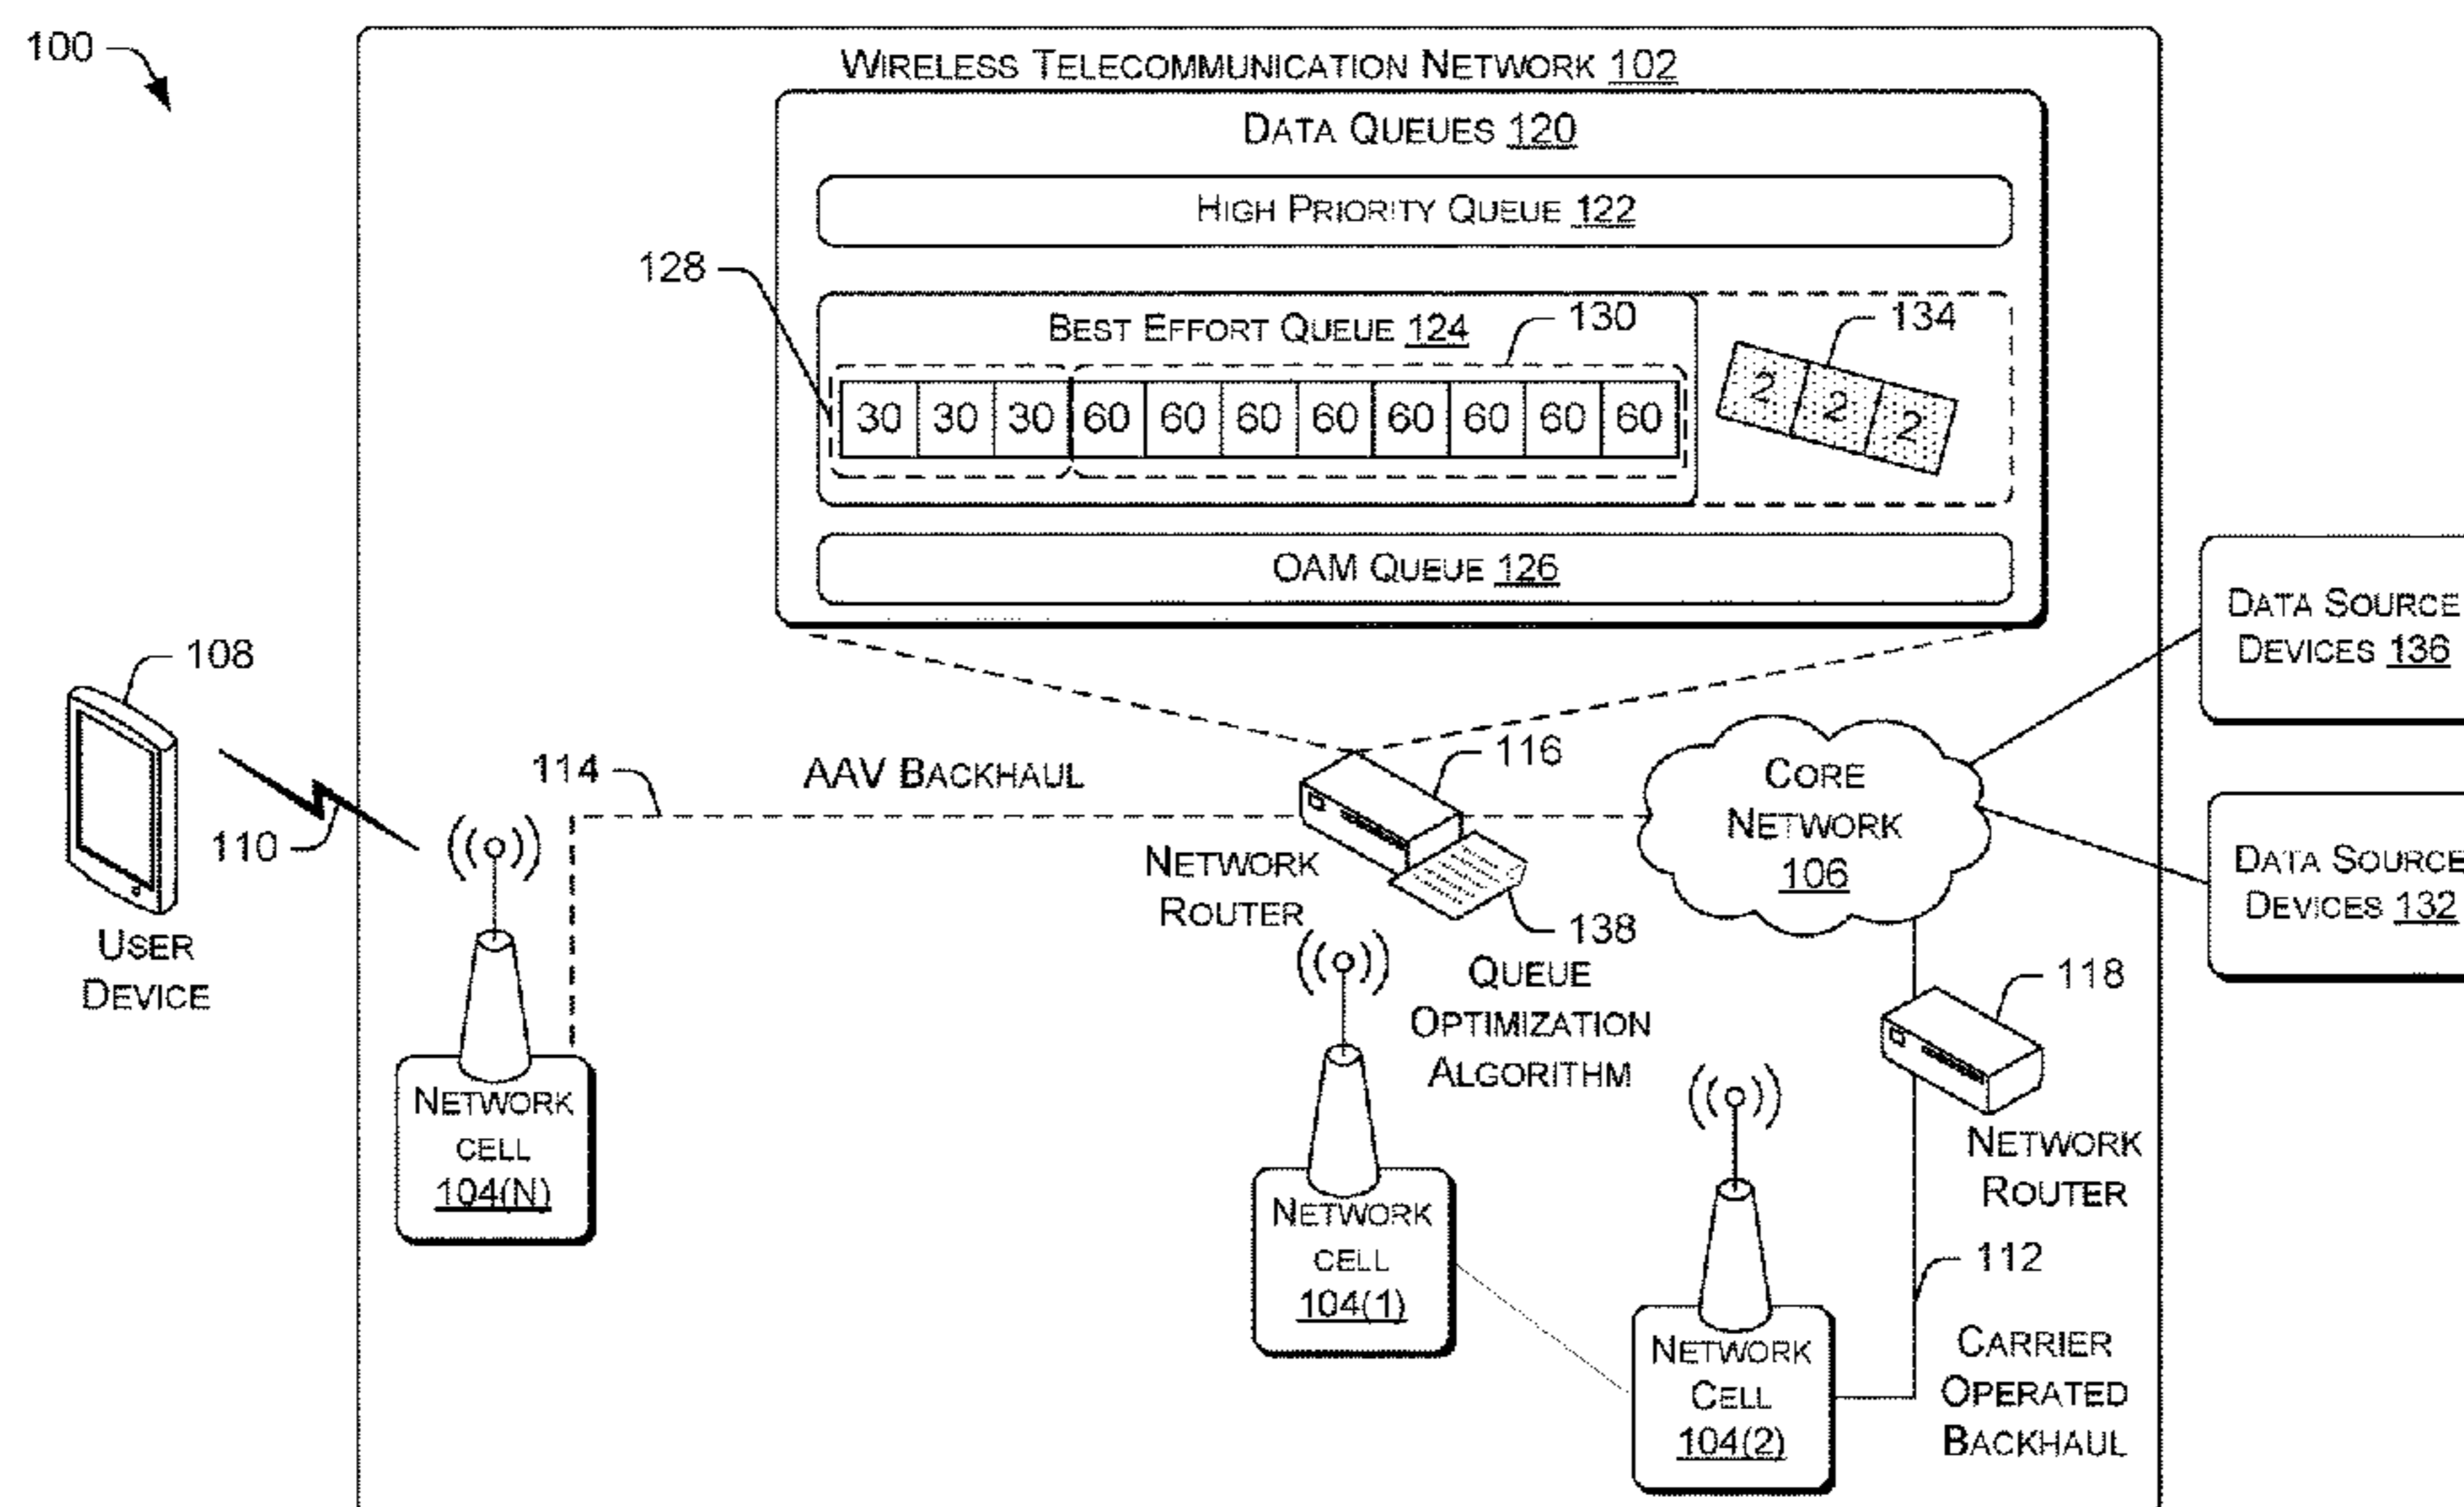 100
WIRELESS TELECOMMUNICATION NETWORK 102
DATA QUEUES 120
HIGH PRIORITY QUEUE 122
128
BEST EFFORT QUEUE 124
130
134
30 30 30 60 60 60 60 60 60 60 60
2 2 2
OAM QUEUE 126
DATA SOURCE
DEVICES 136
108
USER
DEVICE
110
114
AAV BACKHAUL
116
NETWORK
ROUTER
CORE
NETWORK
106
DATA SOURCE
DEVICES 132
138
QUEUE
OPTIMIZATION
ALGORITHM
118
NETWORK
ROUTER
NETWORK
CELL
104(N)
NETWORK
CELL
104(1)
NETWORK
CELL
104(2)
112
CARRIER
OPERATED
BACKHAUL